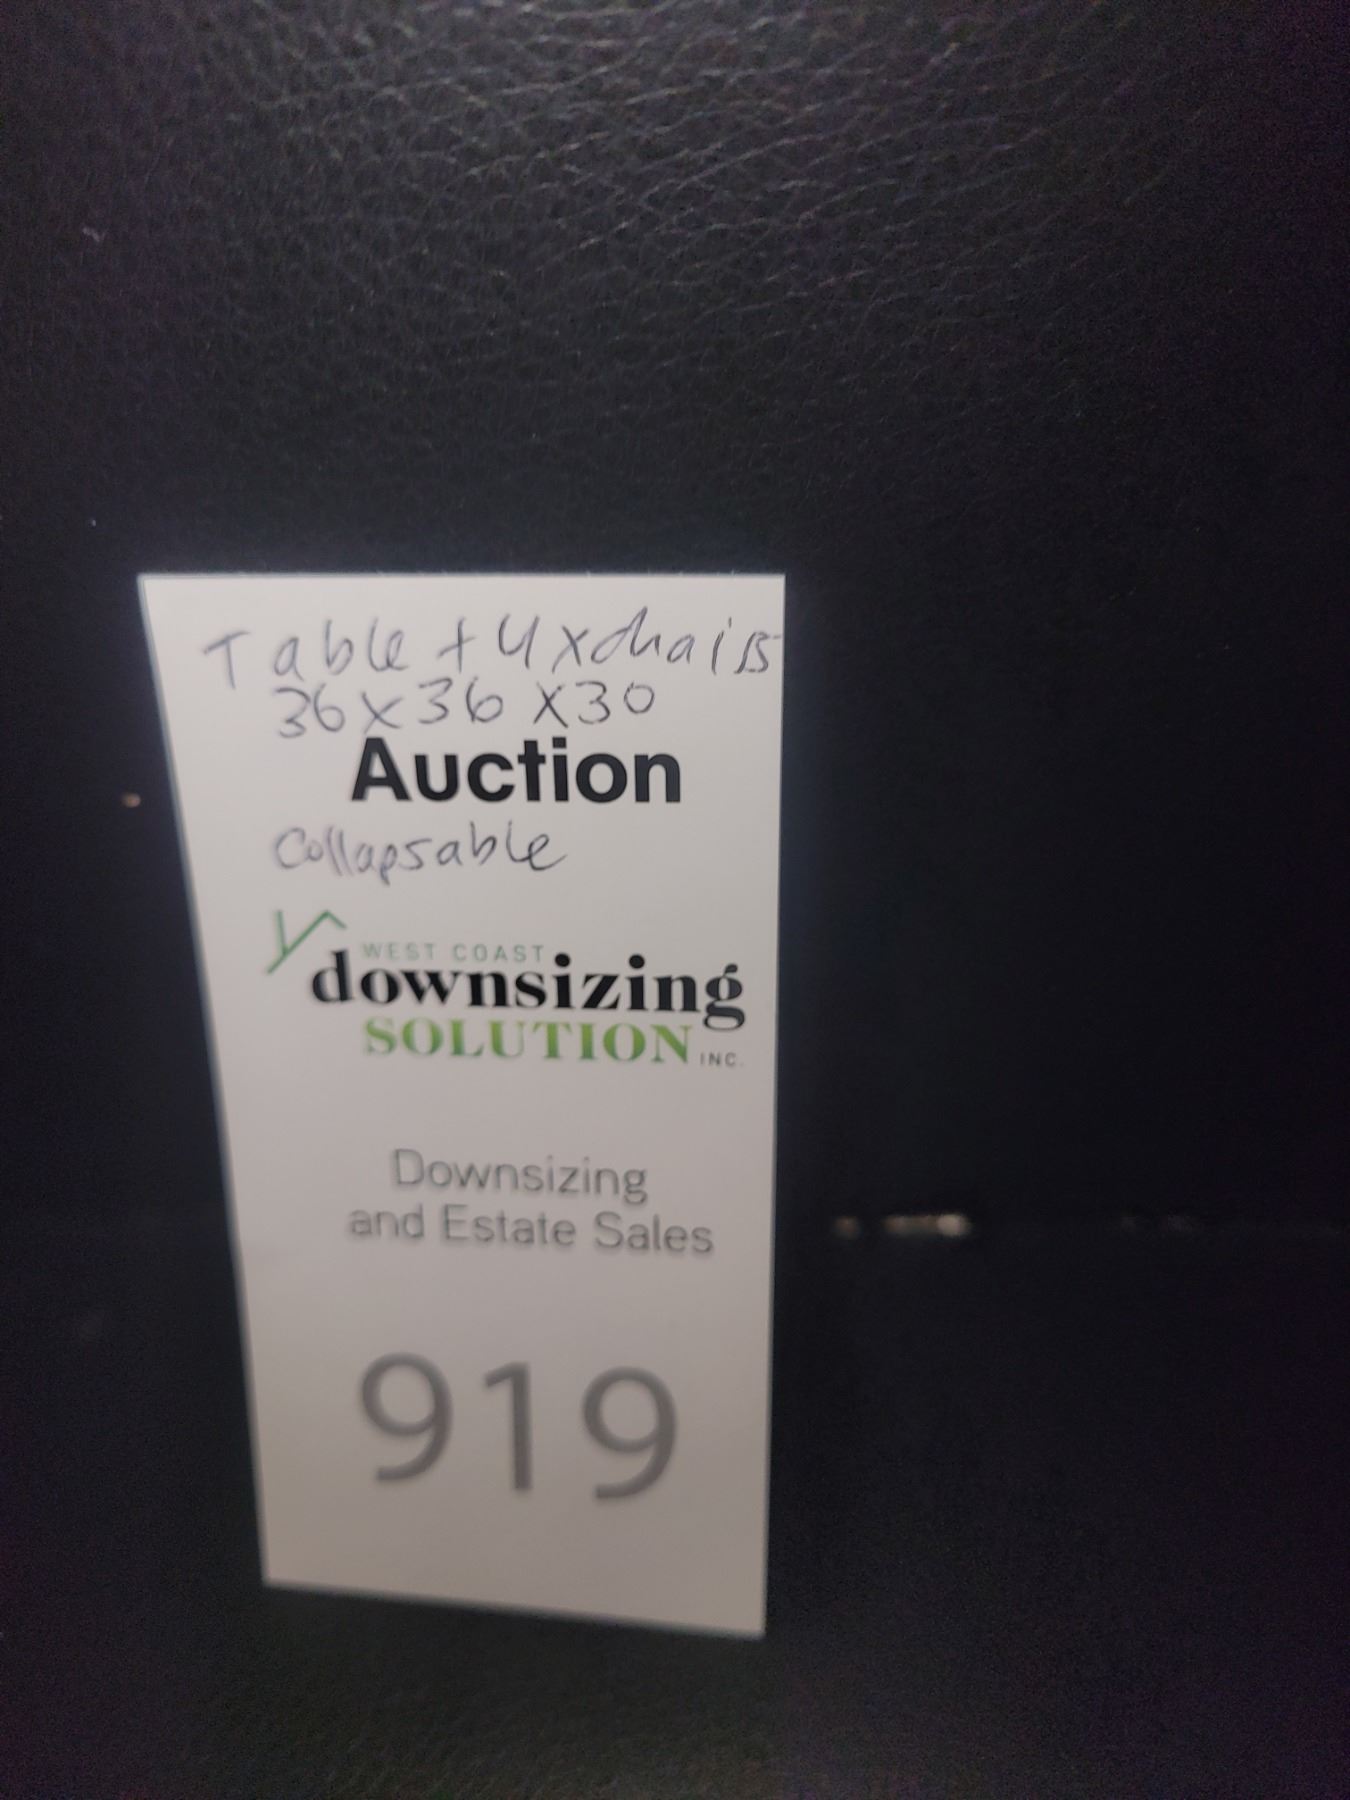 Table + 4 x chairs
36 x 36 x 30
Auction
Collapsable
WEST COAST
downsizing
SOLUTION INC.
Downsizing
and Estate Sales
919